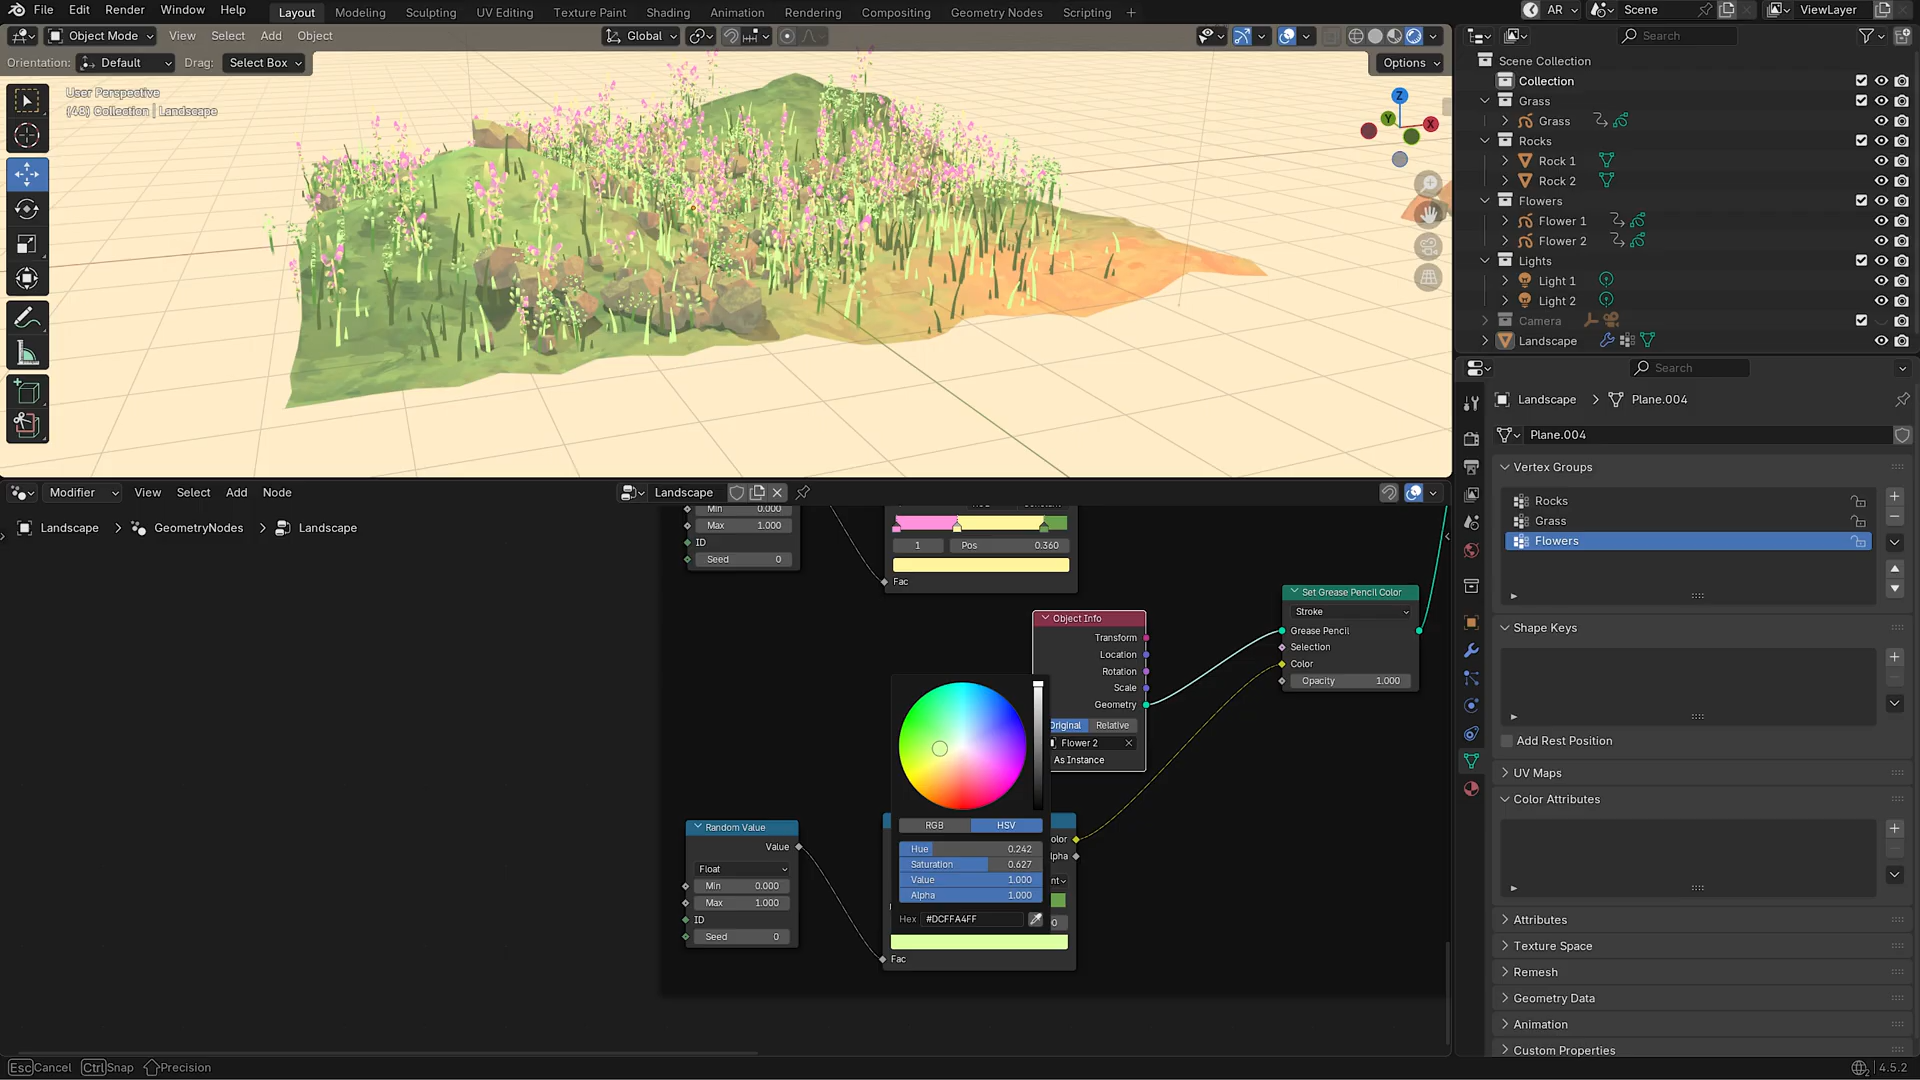 File Edit Render Window Help Layout Modeling Sculpting UV Editing Texture Paint Shading Animation Rendering Compositing Geometry Nodes Scripting + AR Scene ViewLayer
Object Mode View Select Add Object Global
Orientation: Default Drag: Select Box Options
User Perspective
(48) Collection | Landscape
Z
Y
X
Search
Scene Collection
Collection
Grass
Grass
Rocks
Rock 1
Rock 2
Flowers
Flower 1
Flower 2
Lights
Light 1
Light 2
Camera
Landscape
Search
Landscape > Plane.004
Plane.004
Vertex Groups
Rocks
Grass
Flowers
Shape Keys
Add Rest Position
UV Maps
Color Attributes
Attributes
Texture Space
Remesh
Geometry Data
Animation
Custom Properties
Modifier View Select Add Node Landscape
Landscape > GeometryNodes > Landscape
Min 0.000
Max 1.000
ID
Seed 0
1 Pos 0.360
Fac
Object Info
Transform
Location
Rotation
Scale
Geometry
Original Relative
Flower 2
As Instance
Set Grease Pencil Color
Stroke
Grease Pencil
Selection
Color
Opacity 1.000
Random Value
Value
Float
Min 0.000
Max 1.000
ID
Seed 0
RGB HSV
Hue 0.242
Saturation 0.627
Value 1.000
Alpha 1.000
Hex #DCFFA4FF
olor
lpha
nt
0
Fac
Esc Cancel Ctrl Snap Precision 4.5.2